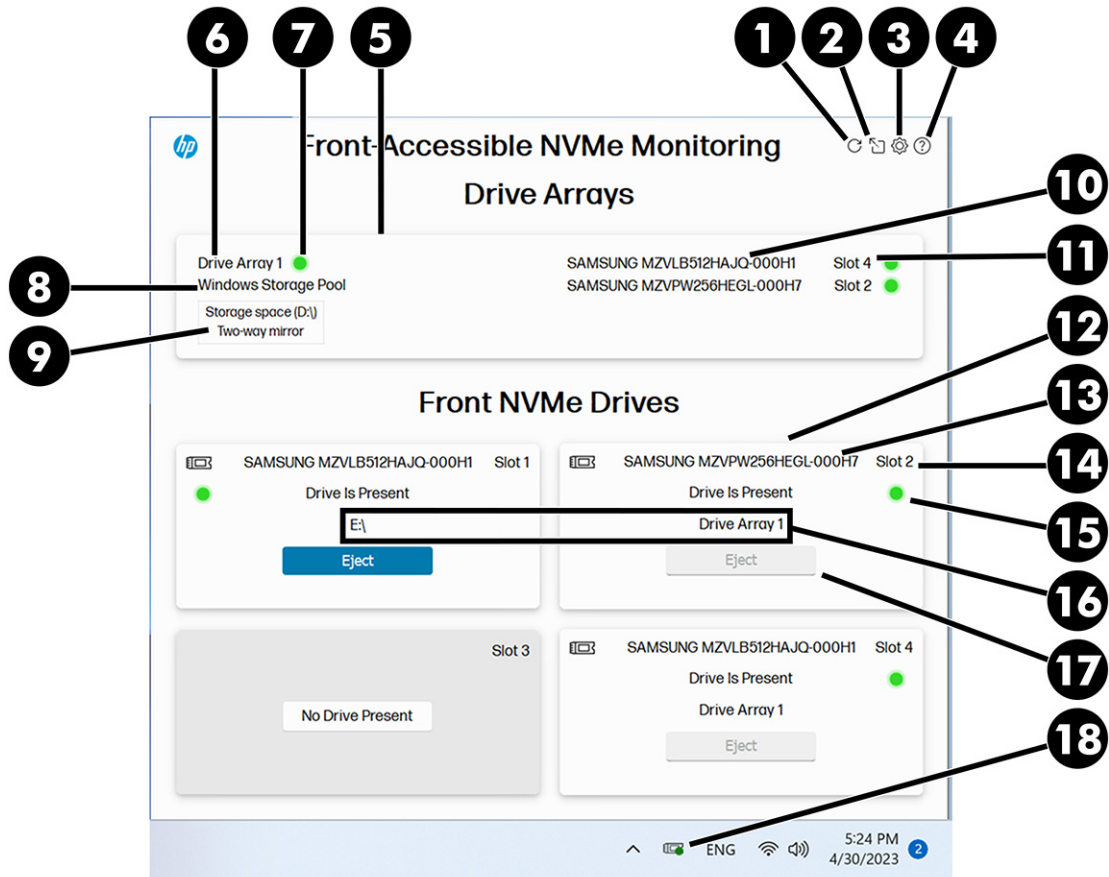 6 7 5 1 2 3 4
hp
Front-Accessible NVMe Monitoring
Drive Arrays
10
Drive Array 1
SAMSUNG MZVLB512HAJQ-000H1 Slot 4
11
8
Windows Storage Pool
SAMSUNG MZVPW256HEGL-000H7 Slot 2
Storage space (D:\)
Two-way mirror
12
9
Front NVMe Drives
13
SAMSUNG MZVLB512HAJQ-000H1 Slot 1
SAMSUNG MZVPW256HEGL-000H7 Slot 2
14
Drive Is Present
Drive Is Present
15
E:\
Drive Array 1
Eject
Eject
16
Slot 3
SAMSUNG MZVLB512HAJQ-000H1 Slot 4
17
Drive Is Present
No Drive Present
Drive Array 1
Eject
18
ENG
5:24 PM
4/30/2023
2